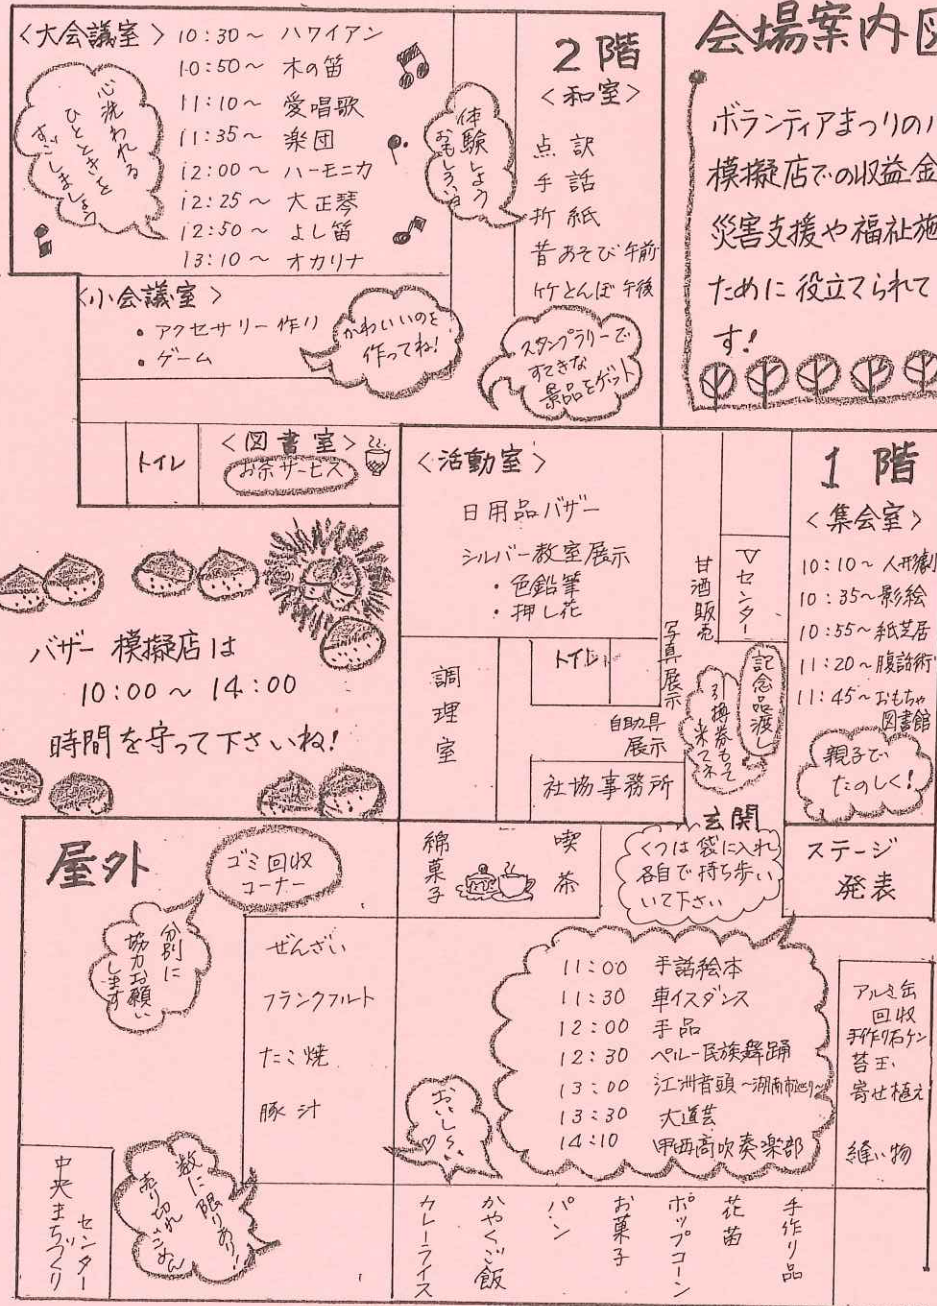 会場案内図
ボランティアまつりのバ
模擬店での収益金
災害支援や福祉施
ために役立てられて
す!
2階
<大会議室>
10:30~ ハワイアン
10:50~ 木の笛
11:10~ 愛唱歌
11:35~ 楽団
12:00~ ハーモニカ
12:25~ 大正琴
12:50~ よし笛
13:10~ オカリナ
心洗われる
ひとときを
すごしましょう
体験しよう
おもしろいョ
<和室>
点訳
手話
折紙
昔あそび 午前
竹とんぼ 午後
<小会議室>
・アクセサリー作り
・ゲーム
かわいいのを
作ってね!
スタンプラリーで
すてきな
景品をゲット
トイレ
<図書室>
お茶サービス
1階
<活動室>
日用品バザー
シルバー教室展示
・色鉛筆
・押し花
調理室
トイレ
自助具
展示
社協事務所
写真展示
甘酒販売
Vセンター
記念品渡し
引換券もって
来てネ
<集会室>
10:10~人形劇
10:35~影絵
10:55~紙芝居
11:20~腹話術
11:45~おもちゃ
図書館
親子で
たのしく!
バザー 模擬店は
10:00~14:00
時間を守って下さいね!
玄関
くつは袋に入れ
各自で持ち歩い
いて下さい
屋外
ゴミ回収
コーナー
分別に
協力お願い
します
綿菓子
喫茶
ステージ
発表
ぜんざい
フランクフルト
たこ焼
豚汁
11:00 手話絵本
11:30 車イスダンス
12:00 手品
12:30 ペルー民族舞踊
13:00 江州音頭~湖南市巡り~
13:30 大道芸
14:10 甲西高吹奏楽部
おいしい
アルミ缶
回収
手作り石ケン
苔玉
寄せ植え
縫い物
数に限りあり!
売り切れごめん
中央まちづくり
センター
カレーライス
かやくご飯
パン
お菓子
ポップコーン
花苗
手作り品